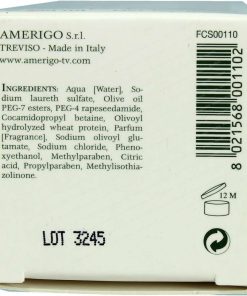 AMERIGO S.r.l.
TREVISO - Made in Italy
www.amerigo-tv.com
FCS00110
INGREDIENTS: Aqua [Water], So-
dium laureth sulfate, Olive oil
PEG-7 esters, PEG-4 rapeseedamide,
Cocamidopropyl betaine, Olivoyl
hydrolyzed wheat protein, Parfum
[Fragrance], Sodium olivoyl glu-
tamate, Sodium chloride, Pheno-
xyethanol, Methylparaben, Citric
acid, Propylparaben, Methylisothia-
zolinone.
8 021568 001102
12 M
LOT 3245